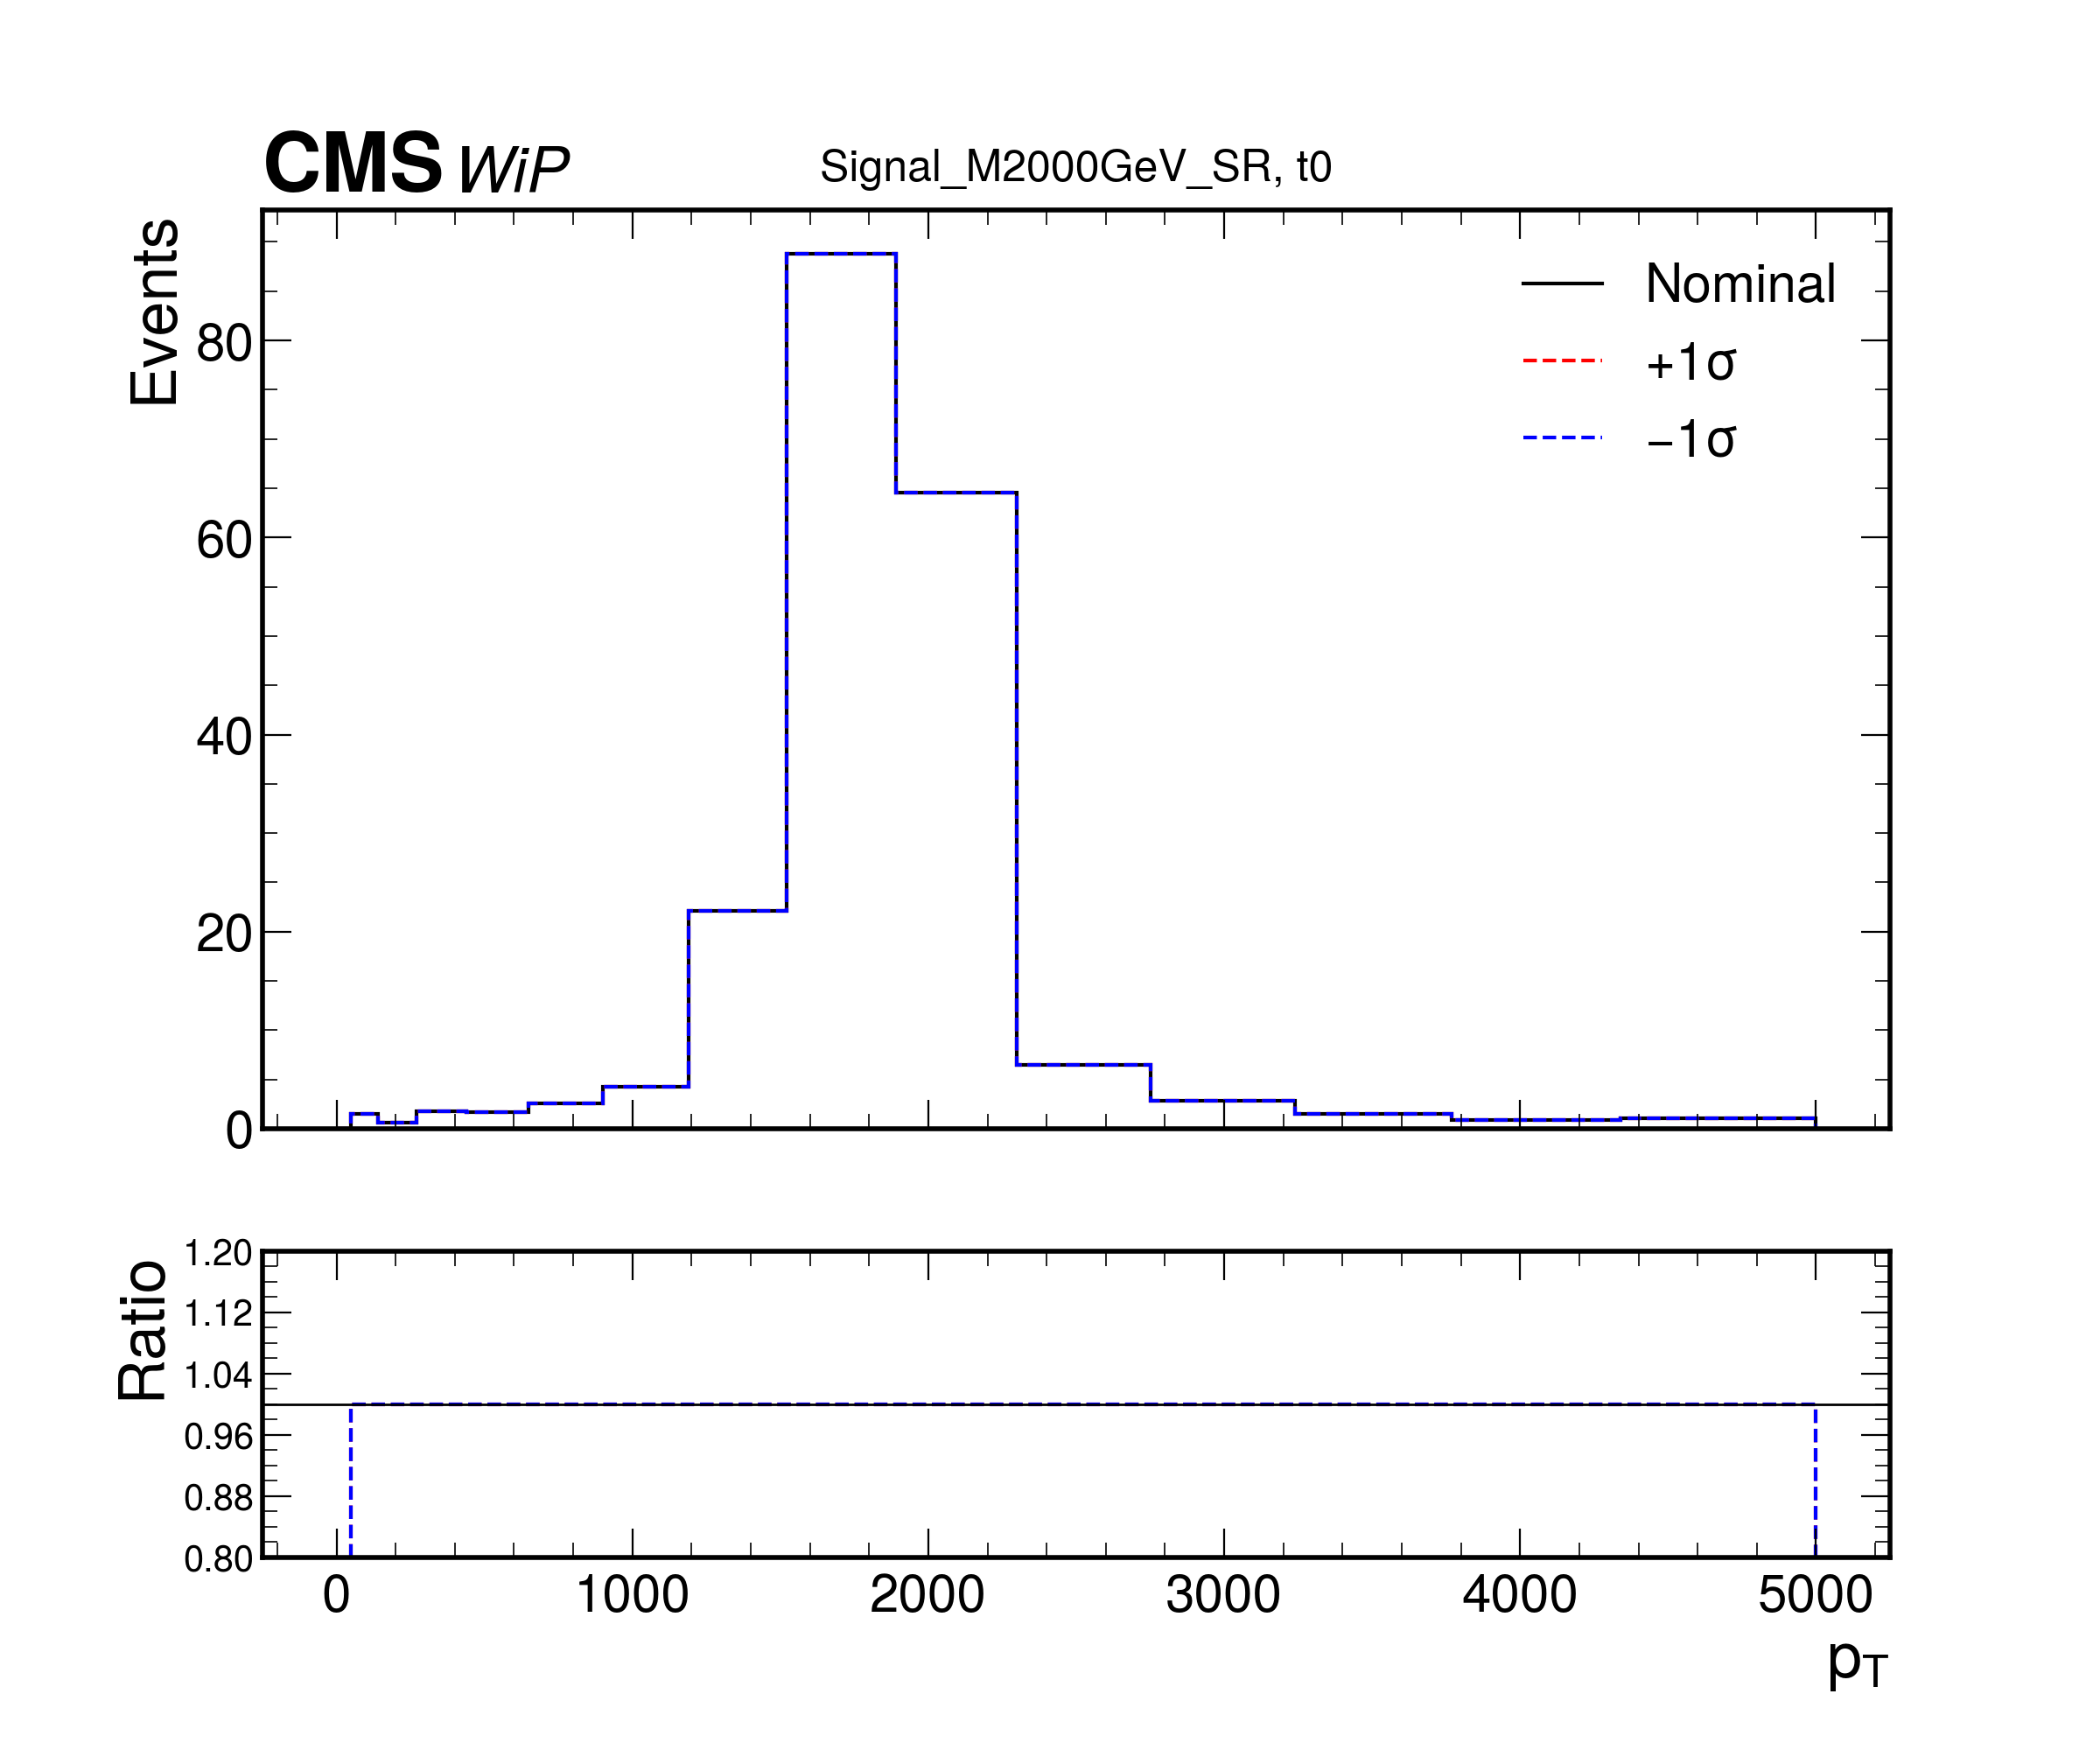 CMS WiP
Signal_M2000GeV_SR, t0
Events
80
60
40
20
0
Nominal
+1σ
−1σ
Ratio
1.20
1.12
1.04
0.96
0.88
0.80
0 1000 2000 3000 4000 5000
pT